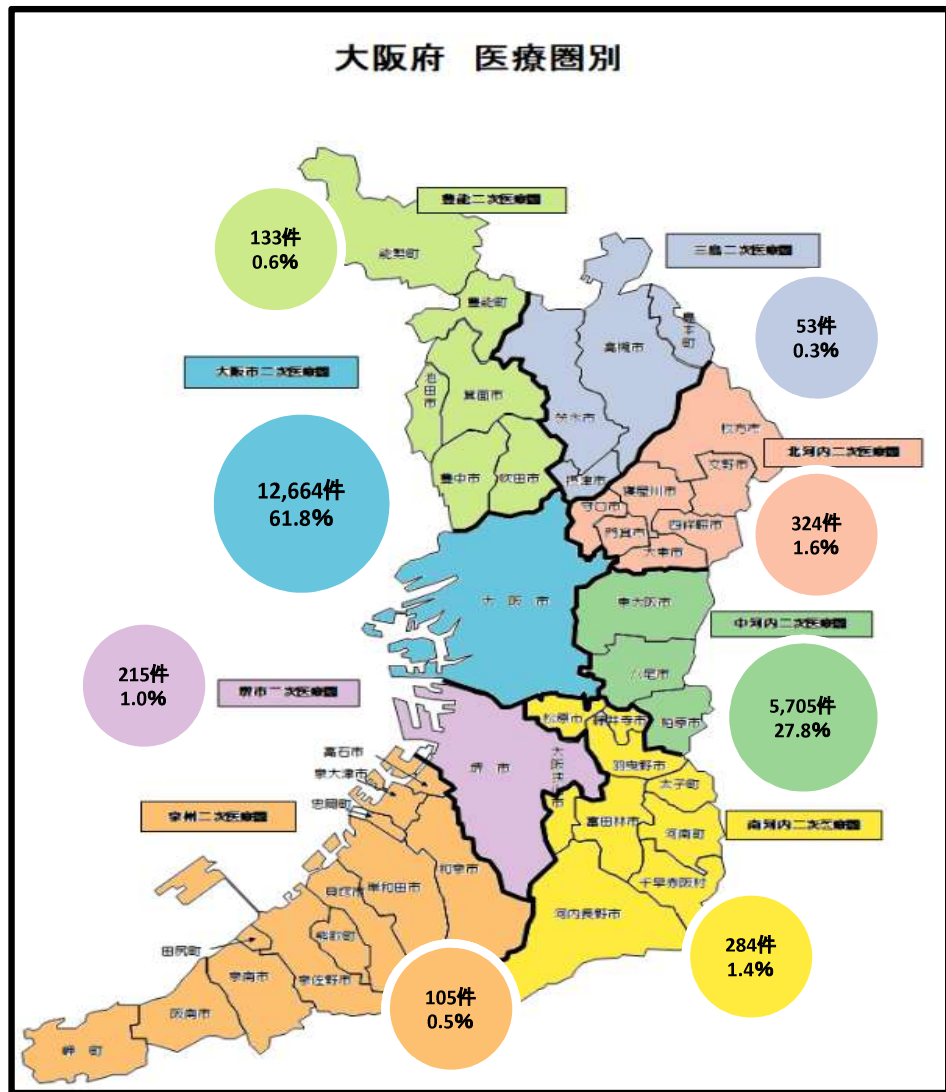 大阪府 医療圏別
豊能二次医療圏
133件
0.6%
能勢町
三島二次医療圏
豊能町
島本町
53件
0.3%
高槻市
大阪市二次医療圏
池田市
箕面市
茨木市
枚方市
北河内二次医療圏
交野市
豊中市
吹田市
摂津市
寝屋川市
12,664件
61.8%
守口市
門真市
四條畷市
324件
1.6%
大東市
大阪市
東大阪市
中河内二次医療圏
八尾市
215件
1.0%
堺市二次医療圏
5,705件
27.8%
松原市
藤井寺市
柏原市
高石市
堺市
羽曳野市
泉大津市
太子町
忠岡町
泉州二次医療圏
富田林市
河南町
南河内二次医療圏
和泉市
岸和田市
千早赤阪村
貝塚市
河内長野市
熊取町
田尻町
284件
1.4%
泉南市
泉佐野市
105件
0.5%
阪南市
岬町